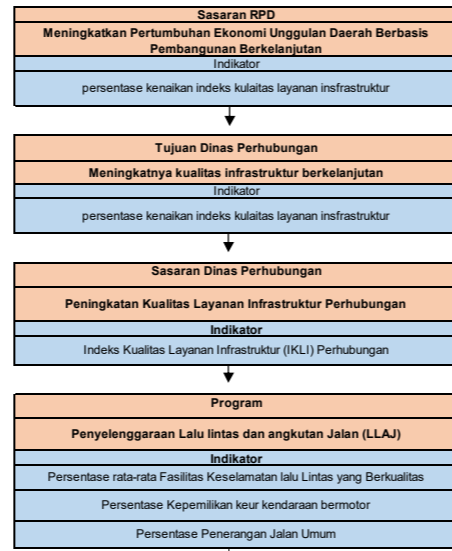 Sasaran RPD
Meningkatkan Pertumbuhan Ekonomi Unggulan Daerah Berbasis
Pembangunan Berkelanjutan
Indikator
persentase kenaikan indeks kulaitas layanan insfrastruktur
Tujuan Dinas Perhubungan
Meningkatnya kualitas infrastruktur berkelanjutan
Indikator
persentase kenaikan indeks kulaitas layanan insfrastruktur
Sasaran Dinas Perhubungan
Peningkatan Kualitas Layanan Infrastruktur Perhubungan
Indikator
Indeks Kualitas Layanan Infrastruktur (IKLI) Perhubungan
Program
Penyelenggaraan Lalu lintas dan angkutan Jalan (LLAJ)
Indikator
Persentase rata-rata Fasilitas Keselamatan lalu Lintas yang Berkualitas
Persentase Kepemilikan keur kendaraan bermotor
Persentase Penerangan Jalan Umum